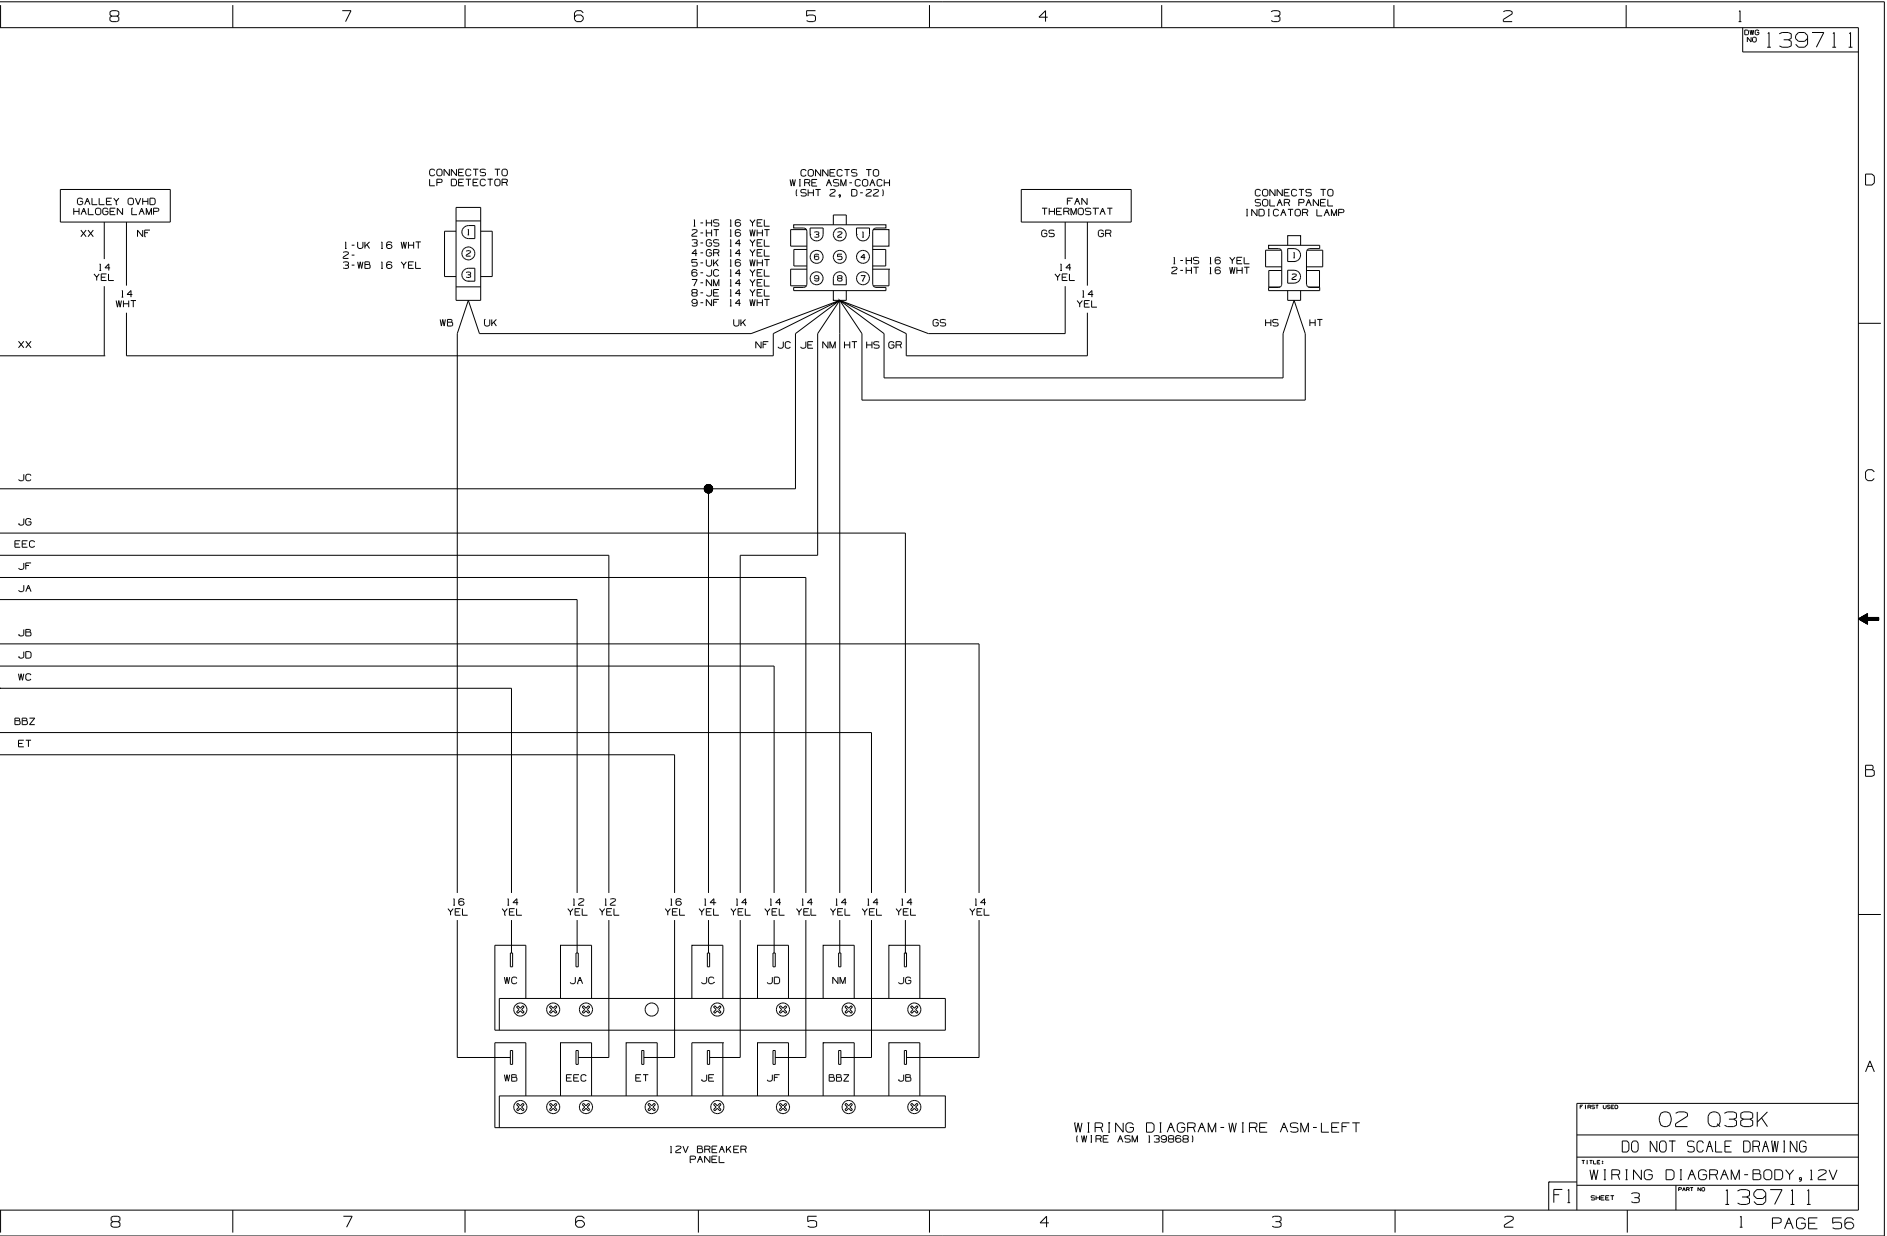 8 7 6 5 4 3 2 1
DWG NO 139711
D
CONNECTS TO
LP DETECTOR
CONNECTS TO
WIRE ASM-COACH
(SHT 2, D-22)
GALLEY OVHD
HALOGEN LAMP
FAN
THERMOSTAT
CONNECTS TO
SOLAR PANEL
INDICATOR LAMP
XX NF
14
YEL
14
WHT
1-UK 16 WHT
2-
3-WB 16 YEL
1
2
3
1-HS 16 YEL
2-HT 16 WHT
3-GS 14 YEL
4-GR 14 YEL
5-UK 16 WHT
6-JC 14 YEL
7-NM 14 YEL
8-JE 14 YEL
9-NF 14 WHT
3 2 1
6 5 4
9 8 7
GS GR
14
YEL
14
YEL
1-HS 16 YEL
2-HT 16 WHT
1
2
WB UK UK GS HS HT
XX NF JC JE NM HT HS GR
C
JC
JG
EEC
JF
JA
JB
JD
WC
BBZ
ET
B
16 14 12 12 16 14 14 14 14 14 14 14 14
YEL YEL YEL YEL YEL YEL YEL YEL YEL YEL YEL YEL YEL
WC JA JC JD NM JG
WB EEC ET JE JF BBZ JB
A
12V BREAKER
PANEL
WIRING DIAGRAM-WIRE ASM-LEFT
(WIRE ASM 139868)
FIRST USED
02 Q38K
DO NOT SCALE DRAWING
TITLE:
WIRING DIAGRAM-BODY,12V
F1 SHEET 3 PART NO 139711
8 7 6 5 4 3 2 1 PAGE 56